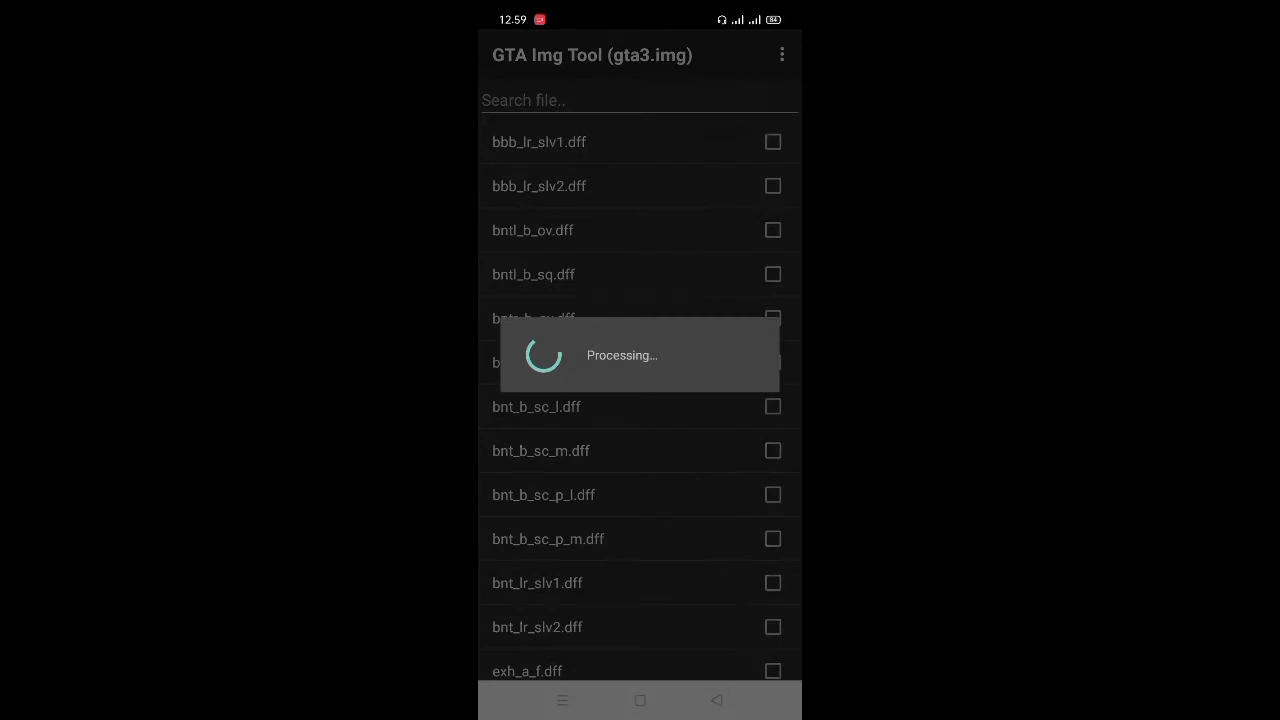 12.59
84
GTA Img Tool (gta3.img)
Search file..
bbb_lr_slv1.dff
bbb_lr_slv2.dff
bntl_b_ov.dff
bntl_b_sq.dff
Processing...
bnt_b_sc_l.dff
bnt_b_sc_m.dff
bnt_b_sc_p_l.dff
bnt_b_sc_p_m.dff
bnt_lr_slv1.dff
bnt_lr_slv2.dff
exh_a_f.dff